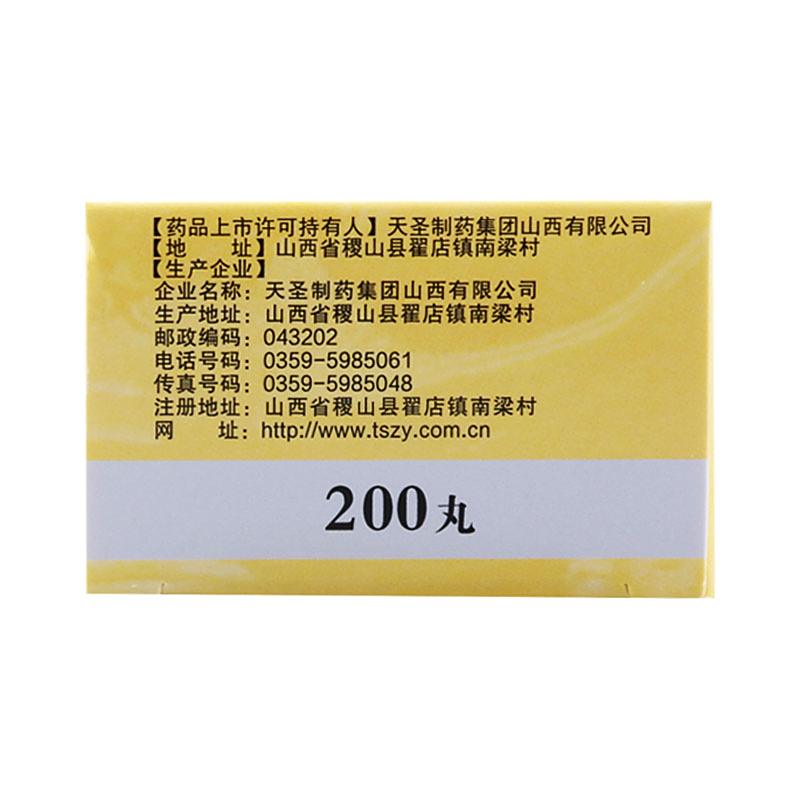 【药品上市许可持有人】天圣制药集团山西有限公司
【地　　址】山西省稷山县翟店镇南梁村
【生产企业】
企业名称：天圣制药集团山西有限公司
生产地址：山西省稷山县翟店镇南梁村
邮政编码：043202
电话号码：0359-5985061
传真号码：0359-5985048
注册地址：山西省稷山县翟店镇南梁村
网　　址：http://www.tszy.com.cn
200丸